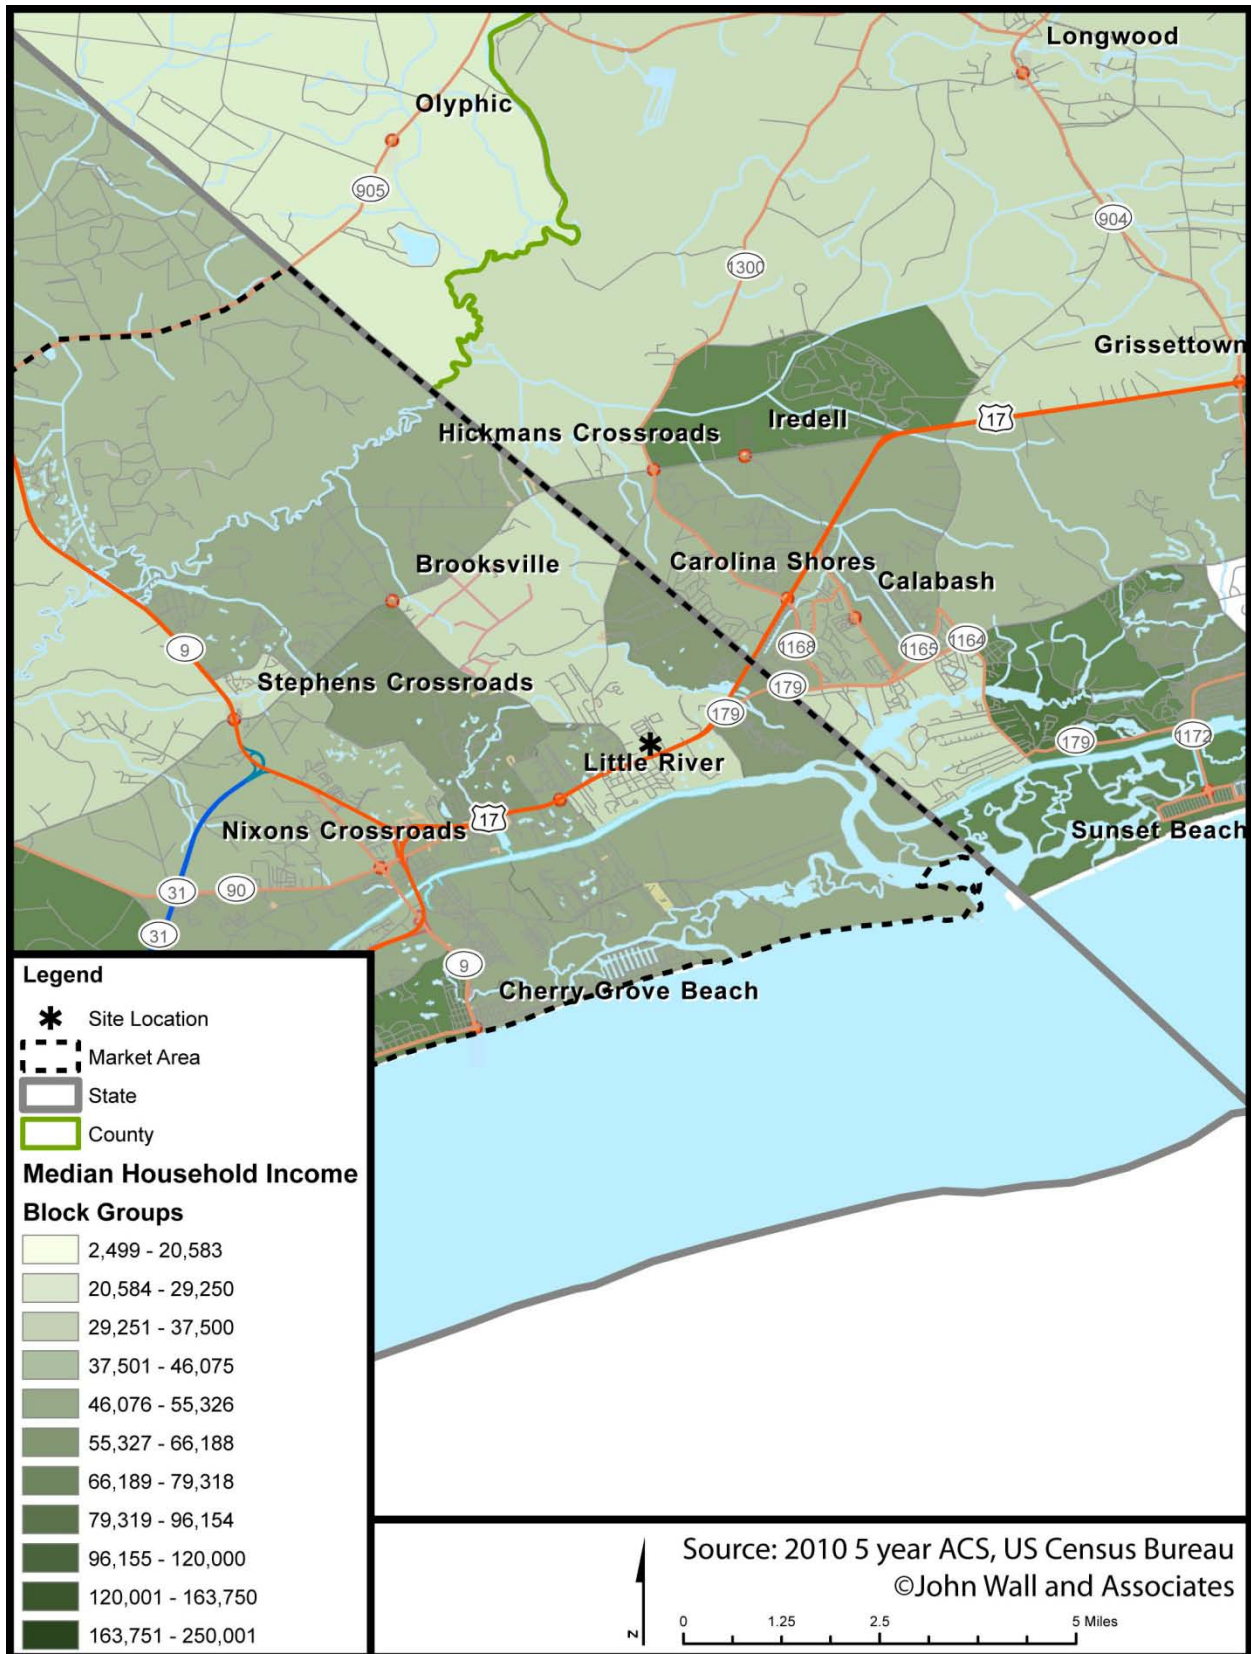 Longwood
Olyphic
905
904
1300
Grissettown
17
Iredell
Hickmans Crossroads
Brooksville
Carolina Shores
Calabash
9
1168
1165
1164
Stephens Crossroads
179
179
179
1172
Little River
17
Nixons Crossroads
Sunset Beach
31
90
31
9
Cherry Grove Beach
Legend
Site Location
Market Area
State
County
Median Household Income
Block Groups
2,499 - 20,583
20,584 - 29,250
29,251 - 37,500
37,501 - 46,075
46,076 - 55,326
55,327 - 66,188
66,189 - 79,318
79,319 - 96,154
96,155 - 120,000
120,001 - 163,750
163,751 - 250,001
Source: 2010 5 year ACS, US Census Bureau
©John Wall and Associates
N
0 1.25 2.5 5 Miles